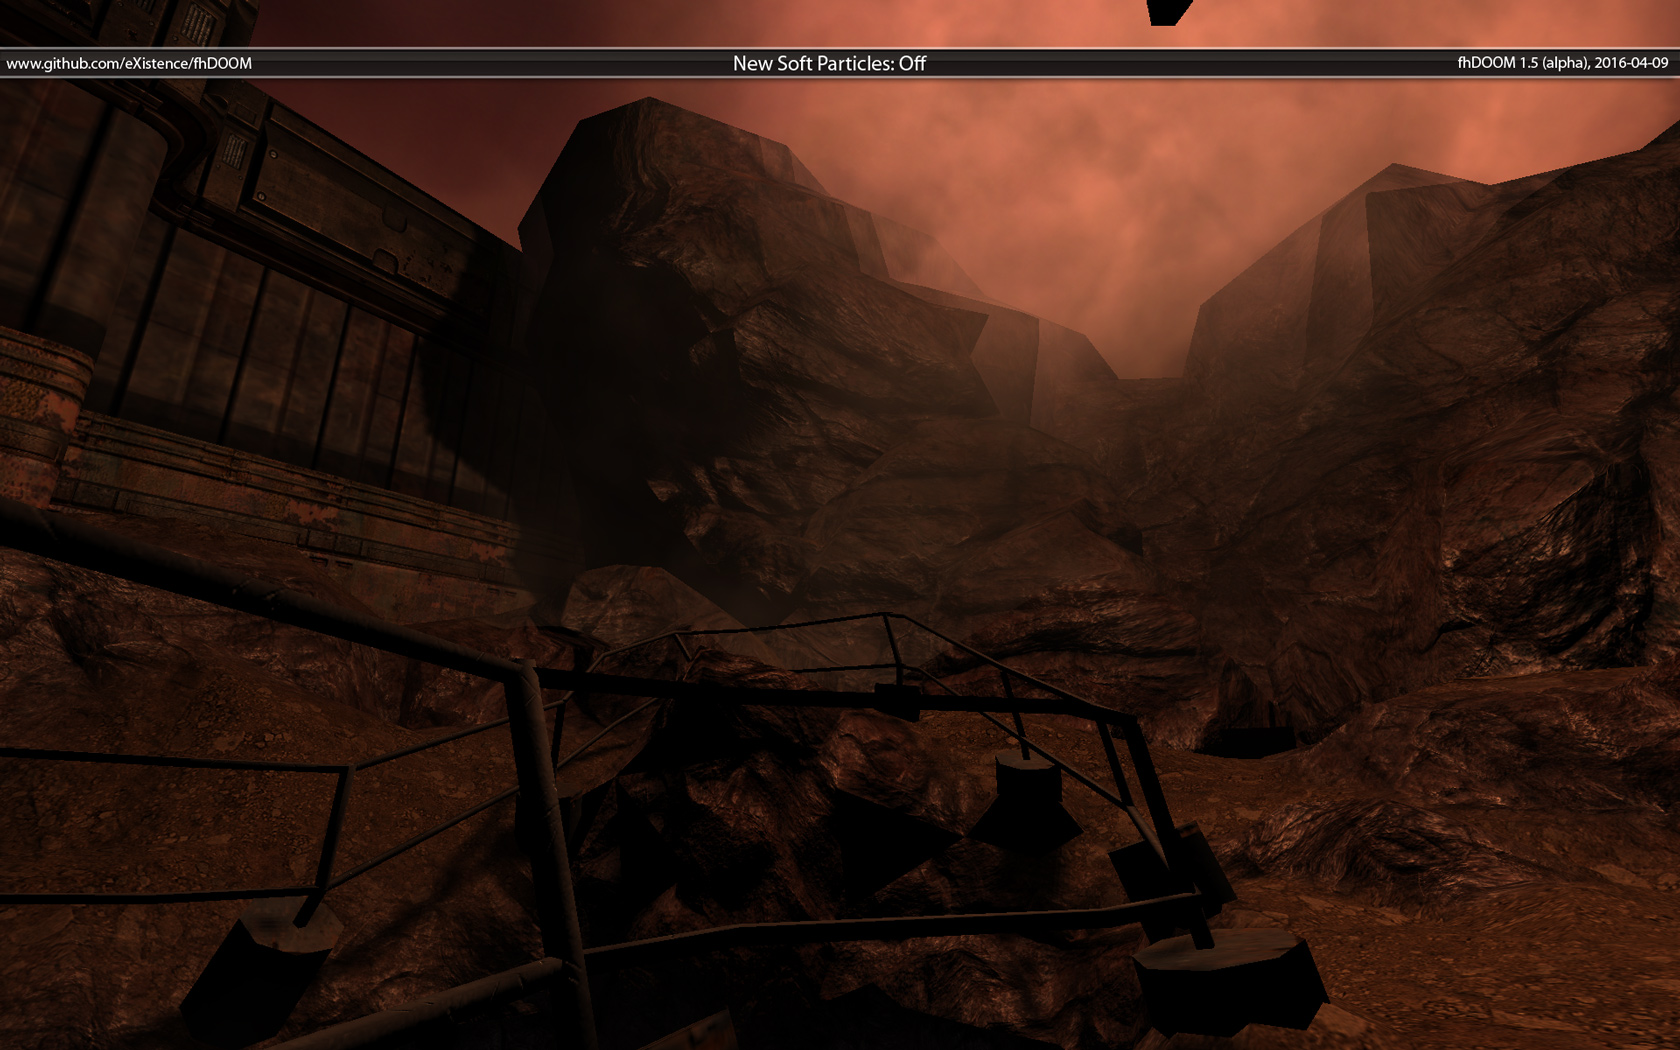 www.github.com/eXistence/fhDOOM
New Soft Particles: Off
fhDOOM 1.5 (alpha), 2016-04-09